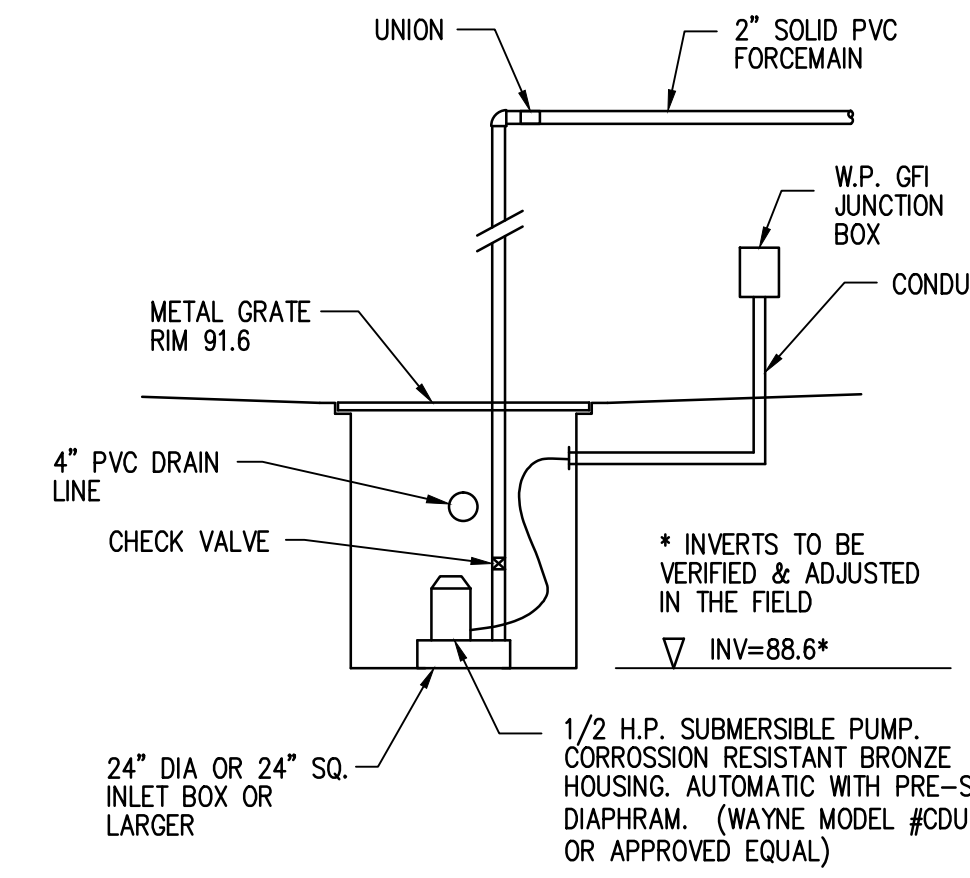 UNION
2" SOLID PVC
FORCEMAIN
W.P. GFI
JUNCTION
BOX
CONDU
METAL GRATE
RIM 91.6
4" PVC DRAIN
LINE
CHECK VALVE
* INVERTS TO BE
VERIFIED & ADJUSTED
IN THE FIELD
INV=88.6*
24" DIA OR 24" SQ.
INLET BOX OR
LARGER
1/2 H.P. SUBMERSIBLE PUMP.
CORROSSION RESISTANT BRONZE
HOUSING. AUTOMATIC WITH PRE-S
DIAPHRAM. (WAYNE MODEL #CDU
OR APPROVED EQUAL)